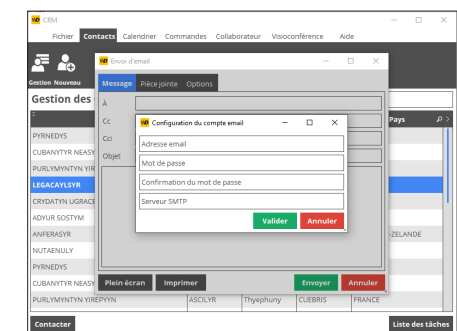 CRM
Fichier Contacts Calendrier Commandes Collaborateur Visioconférence Aide
Gestion Nouveau
Gestion des
Pays
PYRNEDYS
CUBANYTYR NEASY
PURLYMYNTYN YIR
LEGACAYLSYR
CRYDATYN UGRACE
ADYUR SOSTYM
ANFERASYR
-ZELANDE
NUTAENULY
PYRNEDYS
CUBANYTYR NEASY
PURLYMYNTYN YIREPYYN ASCILYR Thyephuny CUEBRIS FRANCE
Contacter Liste des tâches
Envoi d'email
Message Pièce jointe Options
À
Cc
Cci
Objet
Plein écran Imprimer Envoyer Annuler
Configuration du compte email
Adresse email
Mot de passe
Confirmation du mot de passe
Serveur SMTP
Valider Annuler